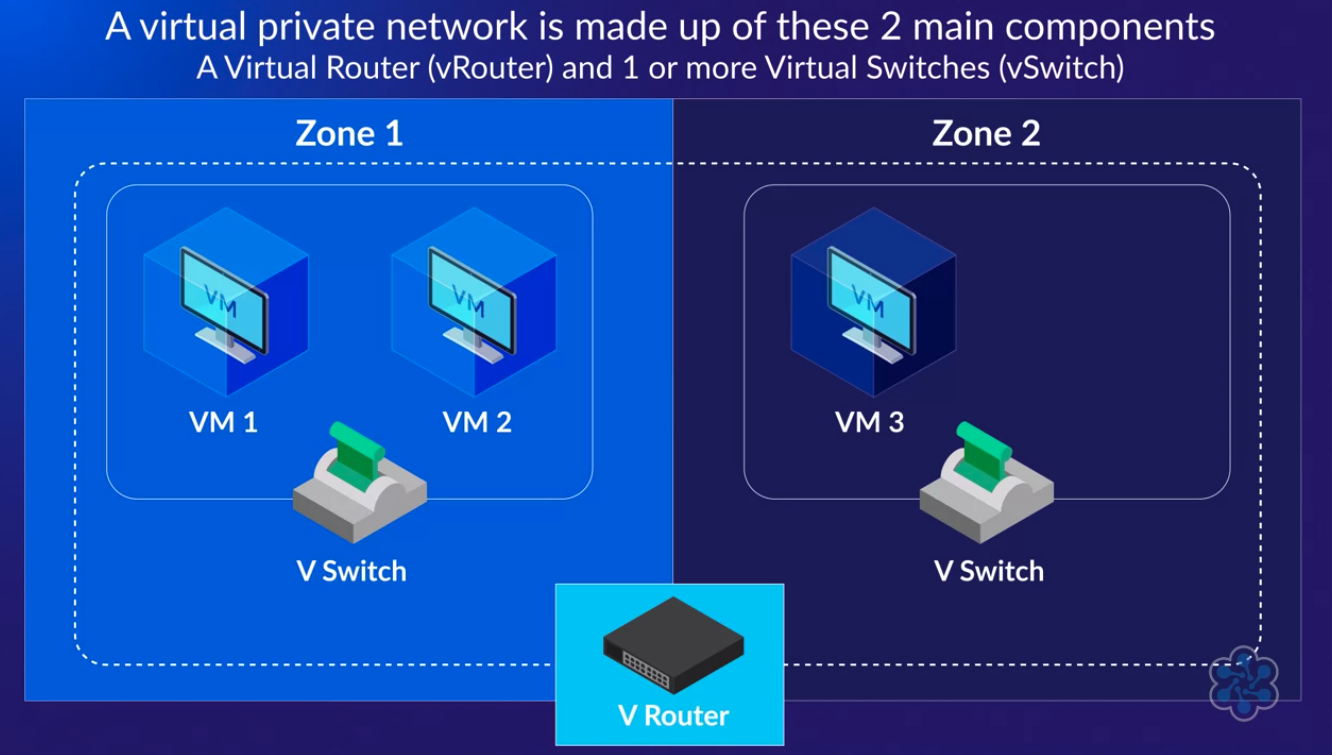 A virtual private network is made up of these 2 main components
A Virtual Router (vRouter) and 1 or more Virtual Switches (vSwitch)
Zone 1
Zone 2
VM
VM
VM
VM 1
VM 2
VM 3
V Switch
V Switch
V Router